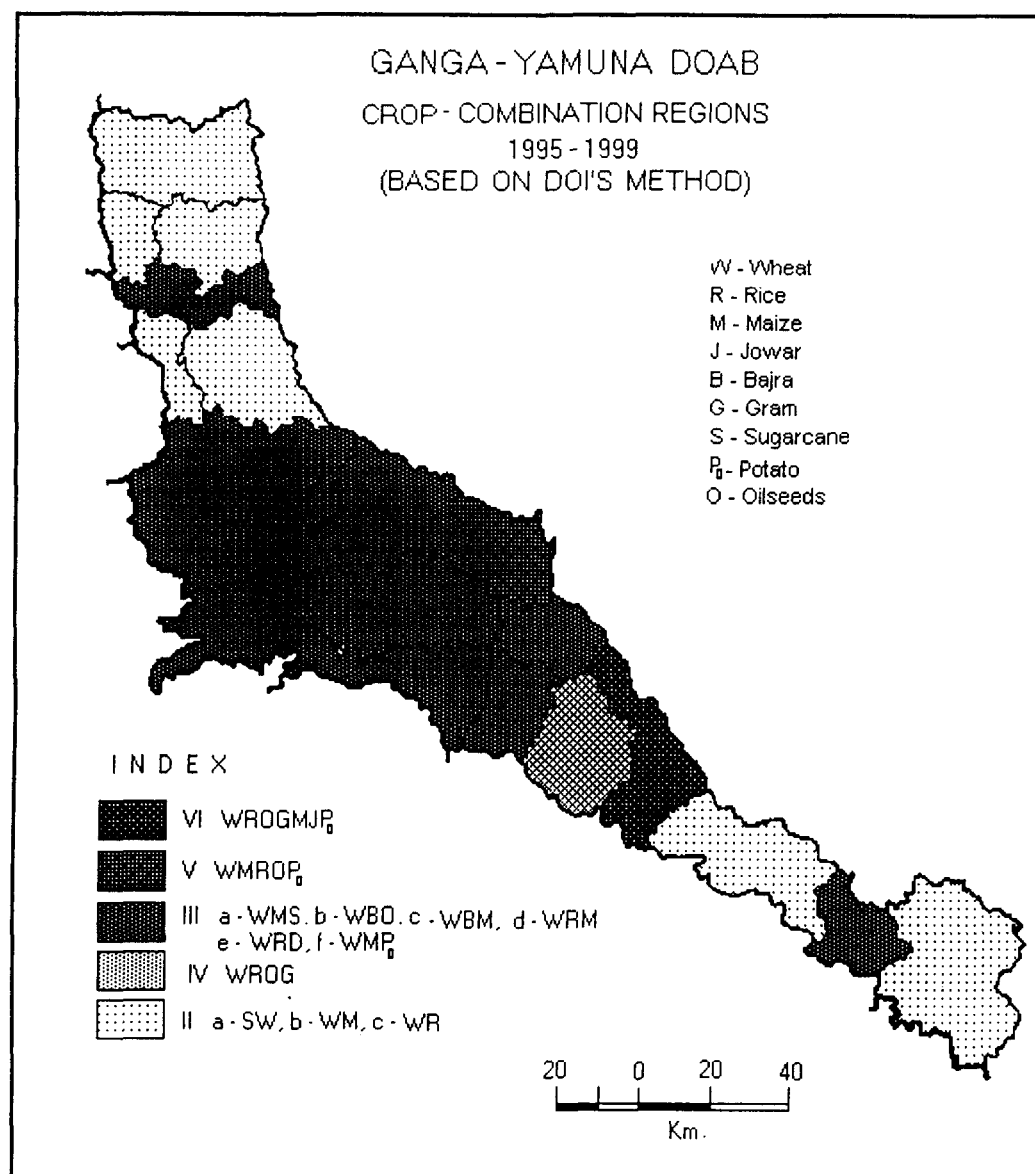 GANGA - YAMUNA DOAB
CROP - COMBINATION REGIONS
1995 - 1999
(BASED ON DOI'S METHOD)
W - Wheat
R - Rice
M - Maize
J - Jowar
B - Bajra
G - Gram
S - Sugarcane
P0 - Potato
O - Oilseeds
INDEX
VI WROGMJP0
V WMROP0
III a - WMS. b - WBO. c - WBM, d - WRM
e - WRD, f - WMP0
IV WROG
II a - SW, b - WM, c - WR
20 0 20 40
Km.